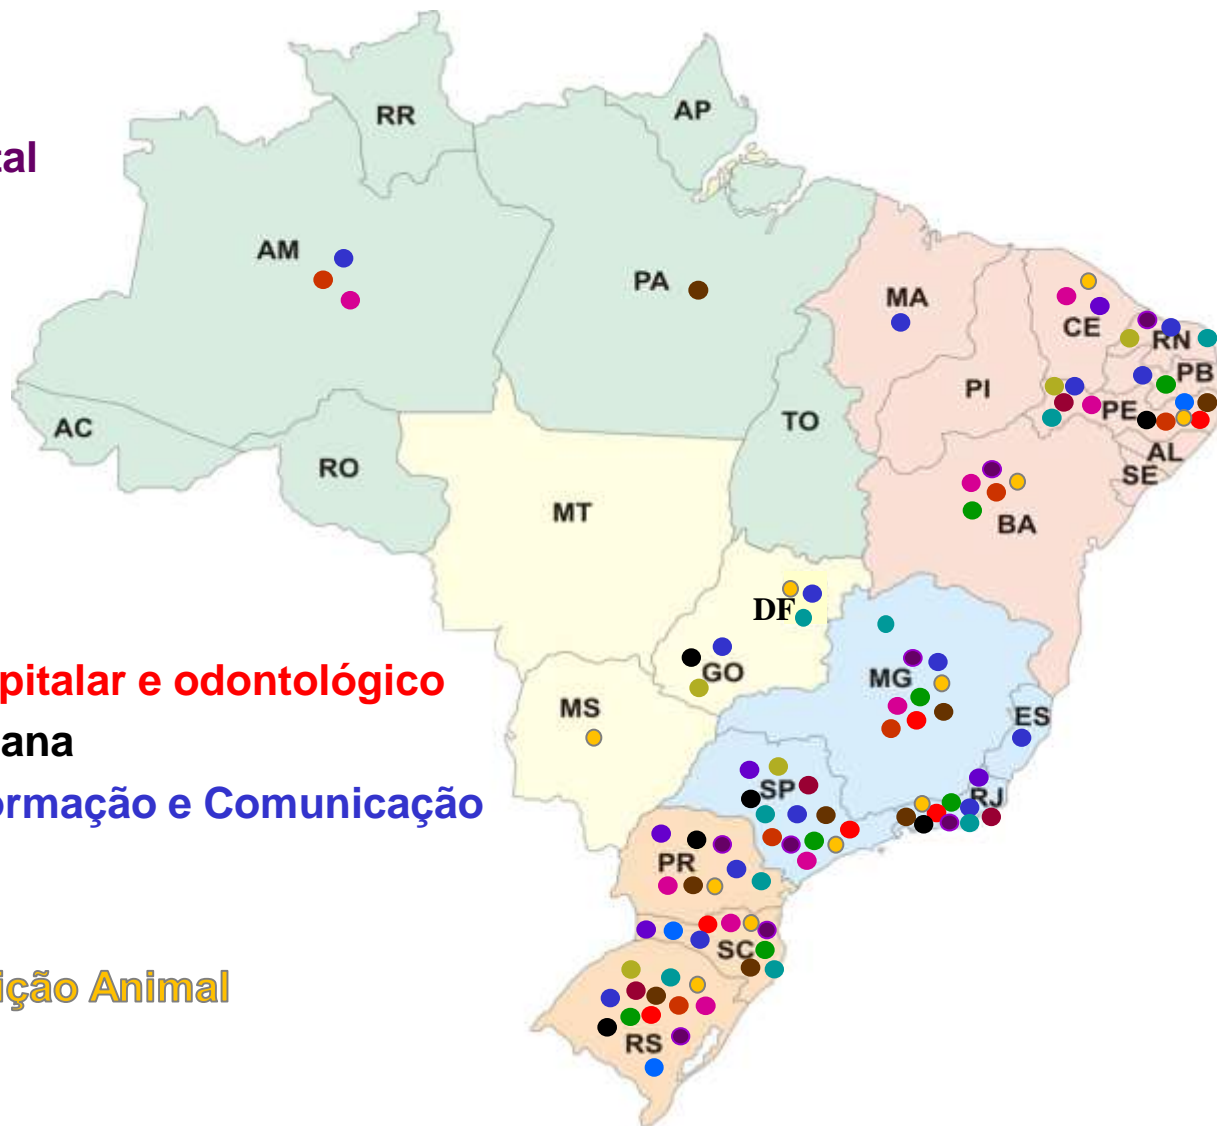 RR
AP
tal
AM
PA
MA
CE
RN
PB
PI
PE
TO
AC
AL
RO
SE
MT
BA
DF
GO
MG
pitalar e odontológico
MS
ES
ana
SP
RJ
ormação e Comunicação
PR
SC
ição Animal
RS